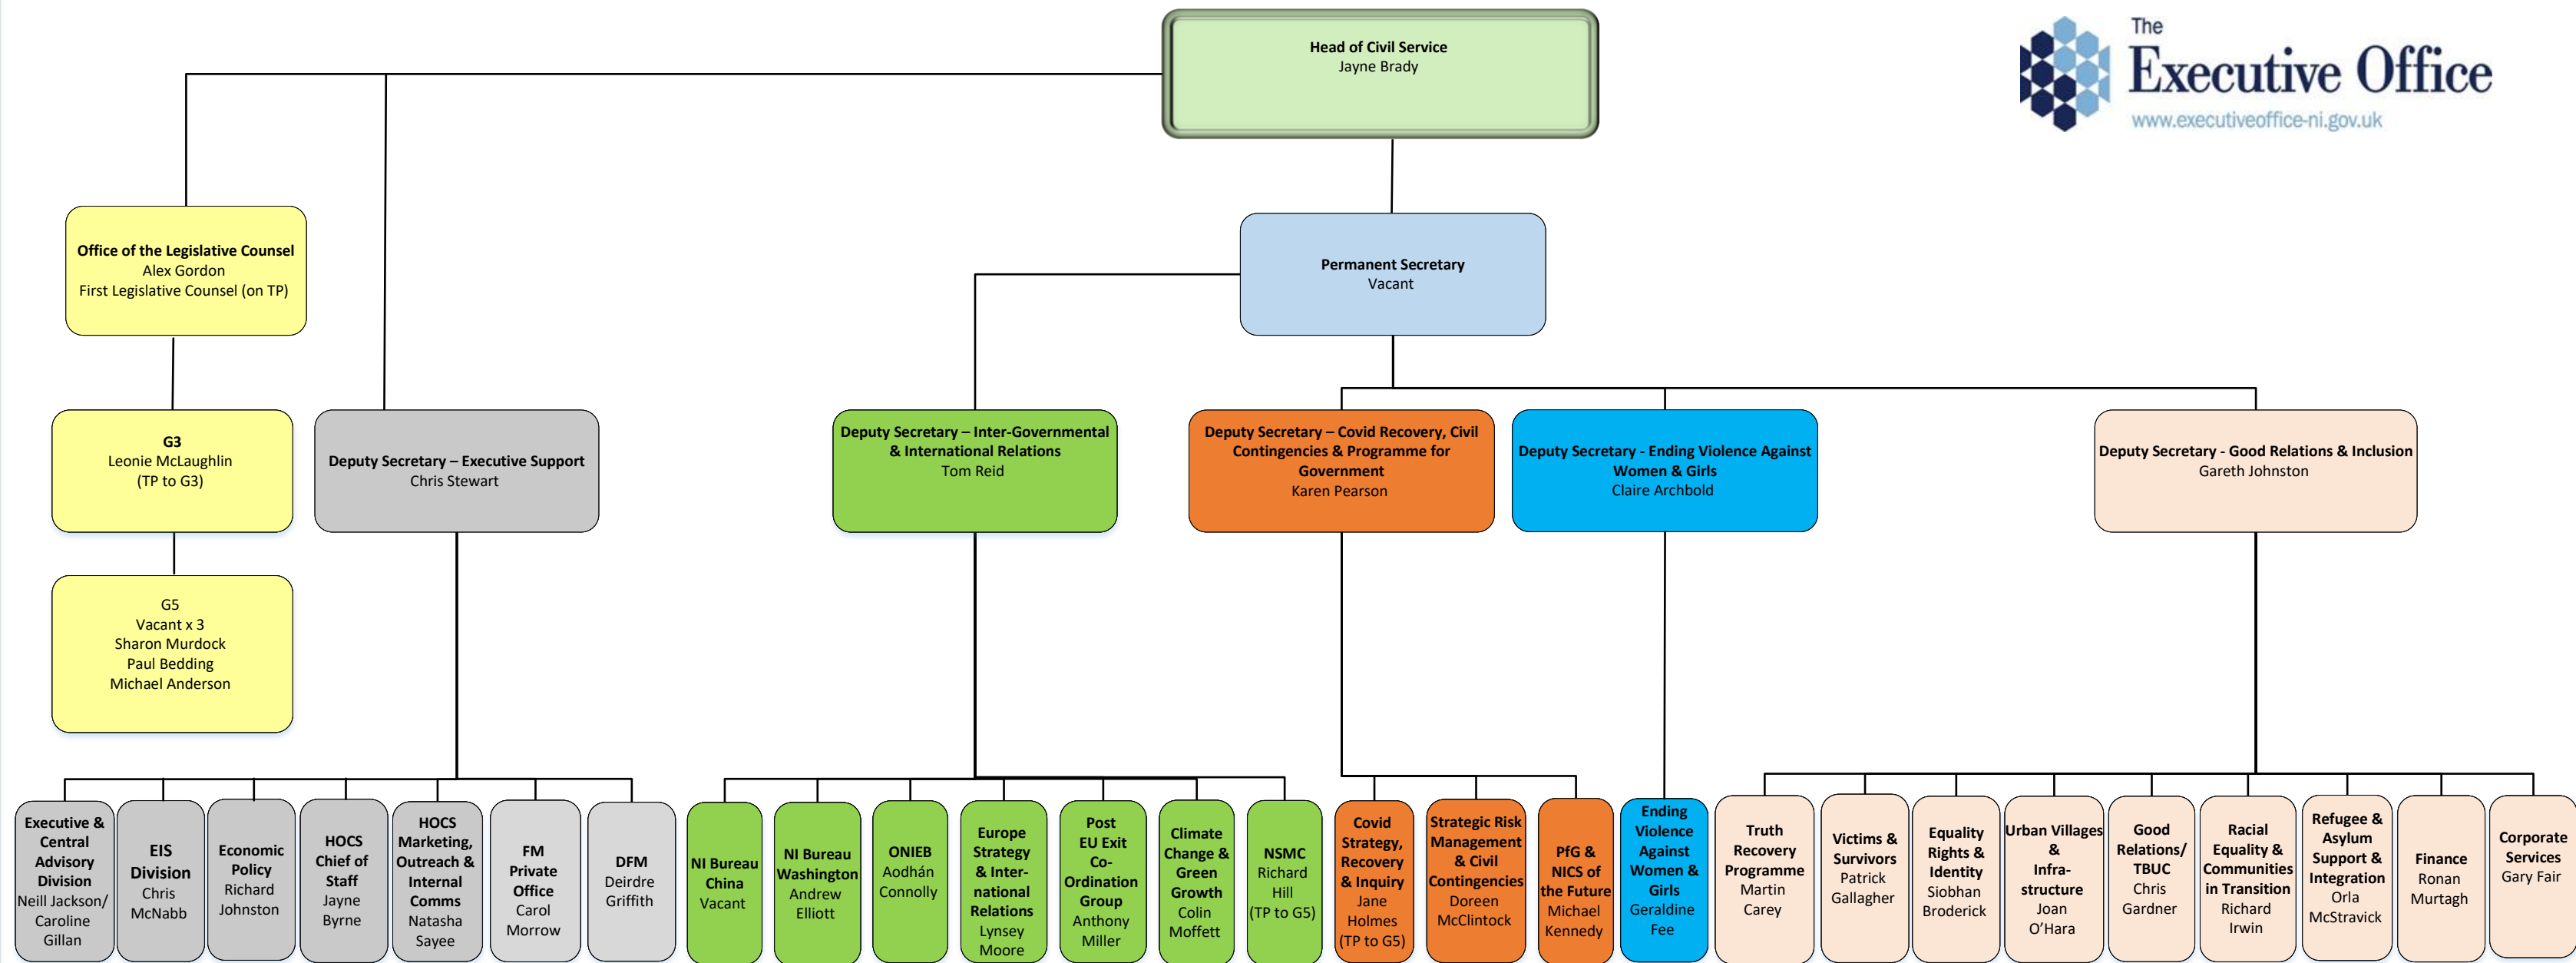 Head of Civil Service
Jayne Brady
The
Executive Office
www.executiveoffice-ni.gov.uk
Office of the Legislative Counsel
Alex Gordon
First Legislative Counsel (on TP)
Permanent Secretary
Vacant
G3
Leonie McLaughlin
(TP to G3)
Deputy Secretary – Executive Support
Chris Stewart
Deputy Secretary – Inter-Governmental
& International Relations
Tom Reid
Deputy Secretary – Covid Recovery, Civil
Contingencies & Programme for
Government
Karen Pearson
Deputy Secretary - Ending Violence Against
Women & Girls
Claire Archbold
Deputy Secretary - Good Relations & Inclusion
Gareth Johnston
G5
Vacant x 3
Sharon Murdock
Paul Bedding
Michael Anderson
Executive &
Central
Advisory
Division
Neill Jackson/
Caroline
Gillan
EIS
Division
Chris
McNabb
Economic
Policy
Richard
Johnston
HOCS
Chief of
Staff
Jayne
Byrne
HOCS
Marketing,
Outreach &
Internal
Comms
Natasha
Sayee
FM
Private
Office
Carol
Morrow
DFM
Deirdre
Griffith
NI Bureau
China
Vacant
NI Bureau
Washington
Andrew
Elliott
ONIEB
Aodhán
Connolly
Europe
Strategy
& Inter-
national
Relations
Lynsey
Moore
Post
EU Exit
Co-
Ordination
Group
Anthony
Miller
Climate
Change &
Green
Growth
Colin
Moffett
NSMC
Richard
Hill
(TP to G5)
Covid
Strategy,
Recovery
& Inquiry
Jane
Holmes
(TP to G5)
Strategic Risk
Management
& Civil
Contingencies
Doreen
McClintock
PfG &
NICS of
the Future
Michael
Kennedy
Ending
Violence
Against
Women &
Girls
Geraldine
Fee
Truth
Recovery
Programme
Martin
Carey
Victims &
Survivors
Patrick
Gallagher
Equality
Rights &
Identity
Siobhan
Broderick
Urban Villages
&
Infra-
structure
Joan
O’Hara
Good
Relations/
TBUC
Chris
Gardner
Racial
Equality &
Communities
in Transition
Richard
Irwin
Refugee &
Asylum
Support &
Integration
Orla
McStravick
Finance
Ronan
Murtagh
Corporate
Services
Gary Fair